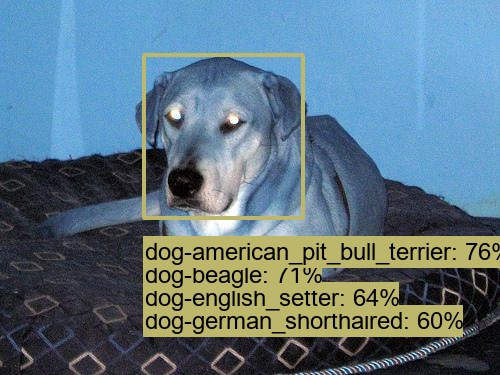 dog-american_pit_bull_terrier: 76%
dog-beagle: 71%
dog-english_setter: 64%
dog-german_shorthaired: 60%